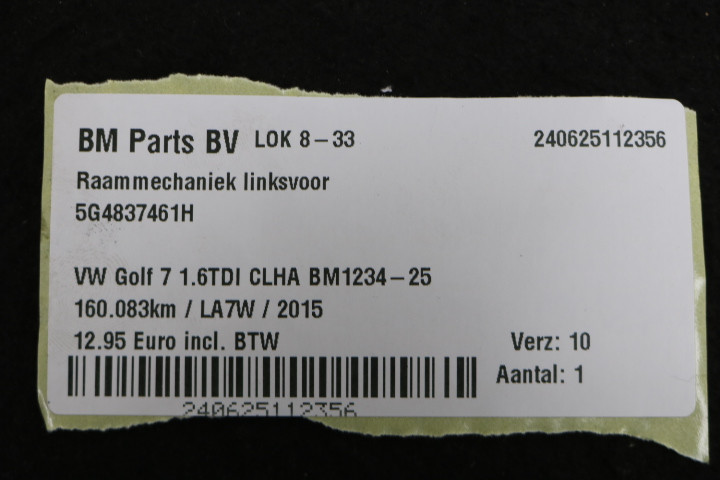 BM Parts BV LOK 8-33 240625112356
Raammechaniek linksvoor
5G4837461H
VW Golf 7 1.6TDI CLHA BM1234-25
160.083km / LA7W / 2015
12.95 Euro incl. BTW Verz: 10
Aantal: 1
240625112356